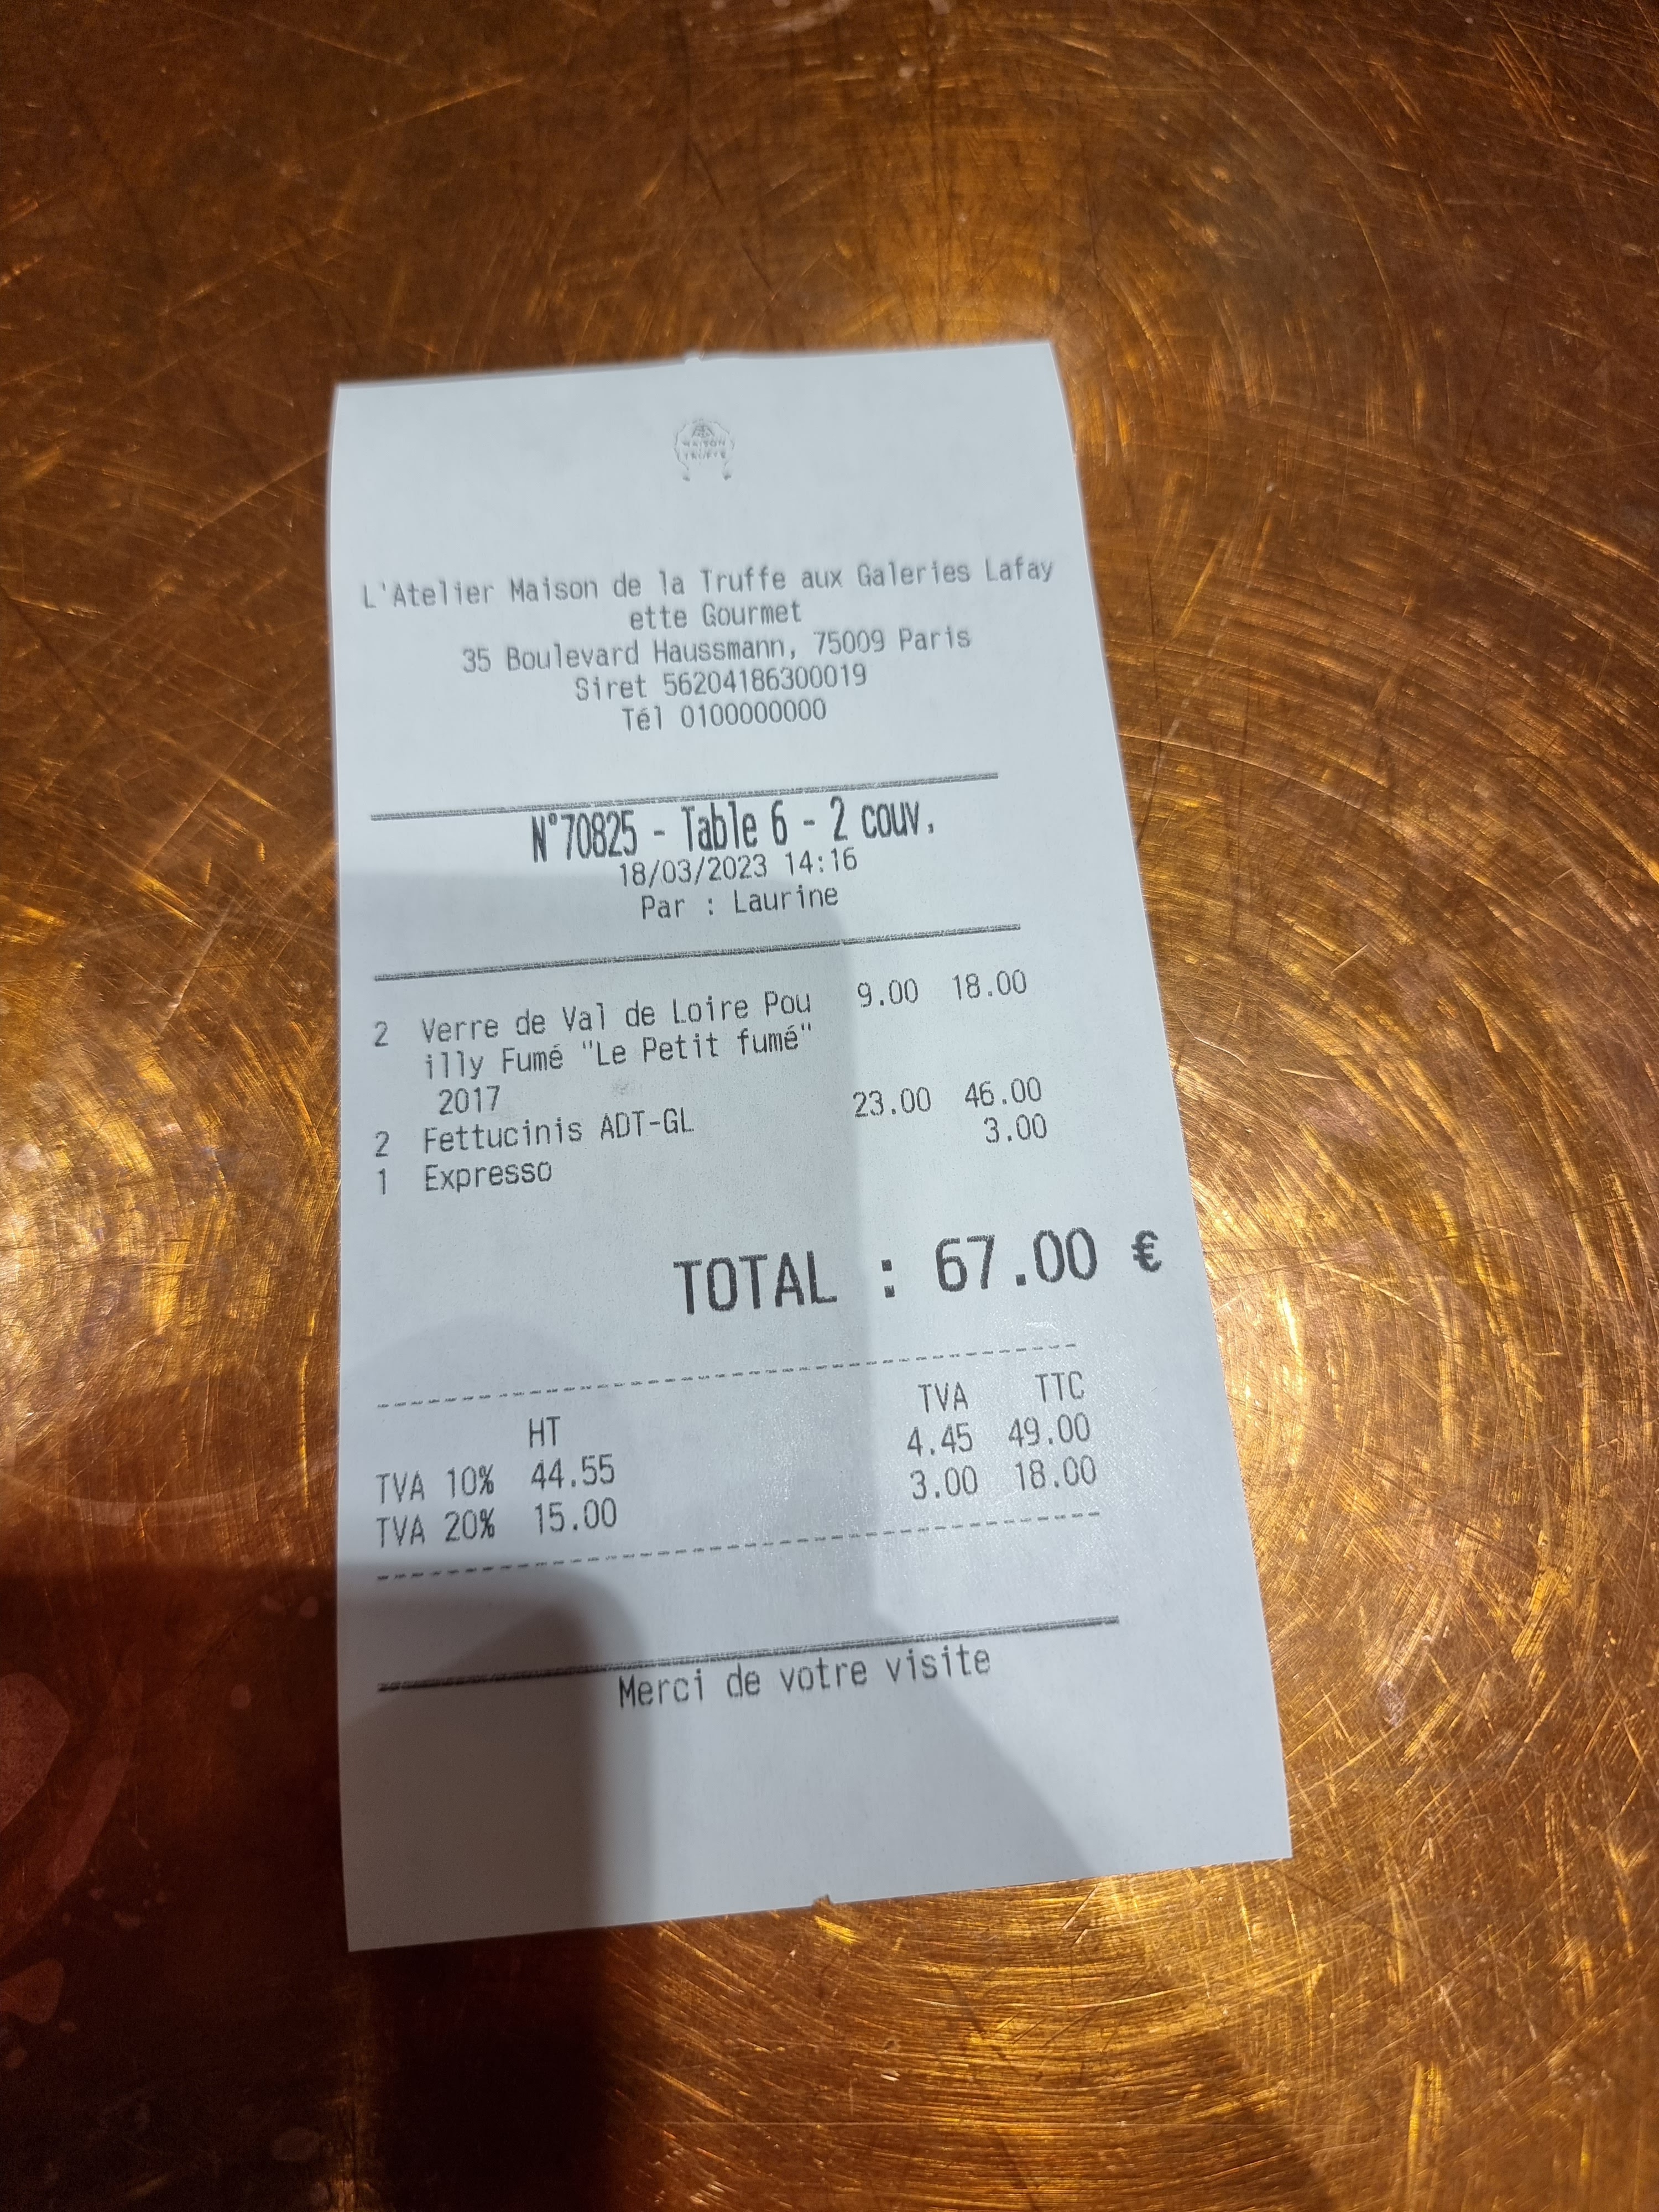 MAISON
TRUFFE
L'Atelier Maison de la Truffe aux Galeries Lafay
ette Gourmet
35 Boulevard Haussmann, 75009 Paris
Siret 56204186300019
Tél 0100000000
N°70825 - Table 6 - 2 couv.
18/03/2023 14:16
Par : Laurine
2 Verre de Val de Loire Pou 9.00 18.00
illy Fumé "Le Petit fumé"
2017
2 Fettucinis ADT-GL 23.00 46.00
1 Expresso 3.00
TOTAL : 67.00 €
HT TVA TTC
TVA 10% 44.55 4.45 49.00
TVA 20% 15.00 3.00 18.00
Merci de votre visite